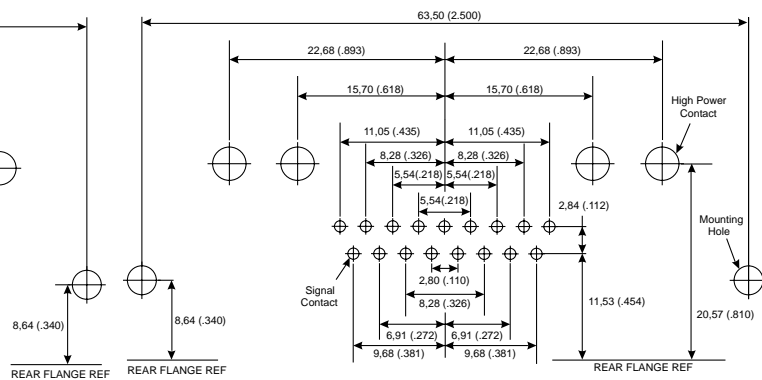 63,50 (2.500)
22,68 (.893)
22,68 (.893)
15,70 (.618)
15,70 (.618)
High Power
Contact
11,05 (.435)
11,05 (.435)
8,28 (.326)
8,28 (.326)
5,54(.218)
5,54(.218)
5,54(.218)
2,84 (.112)
Mounting
Hole
Signal
Contact
2,80 (.110)
8,28 (.326)
11,53 (.454)
20,57 (.810)
8,64 (.340)
8,64 (.340)
6,91 (.272)
6,91 (.272)
9,68 (.381)
9,68 (.381)
REAR FLANGE REF
REAR FLANGE REF
REAR FLANGE REF